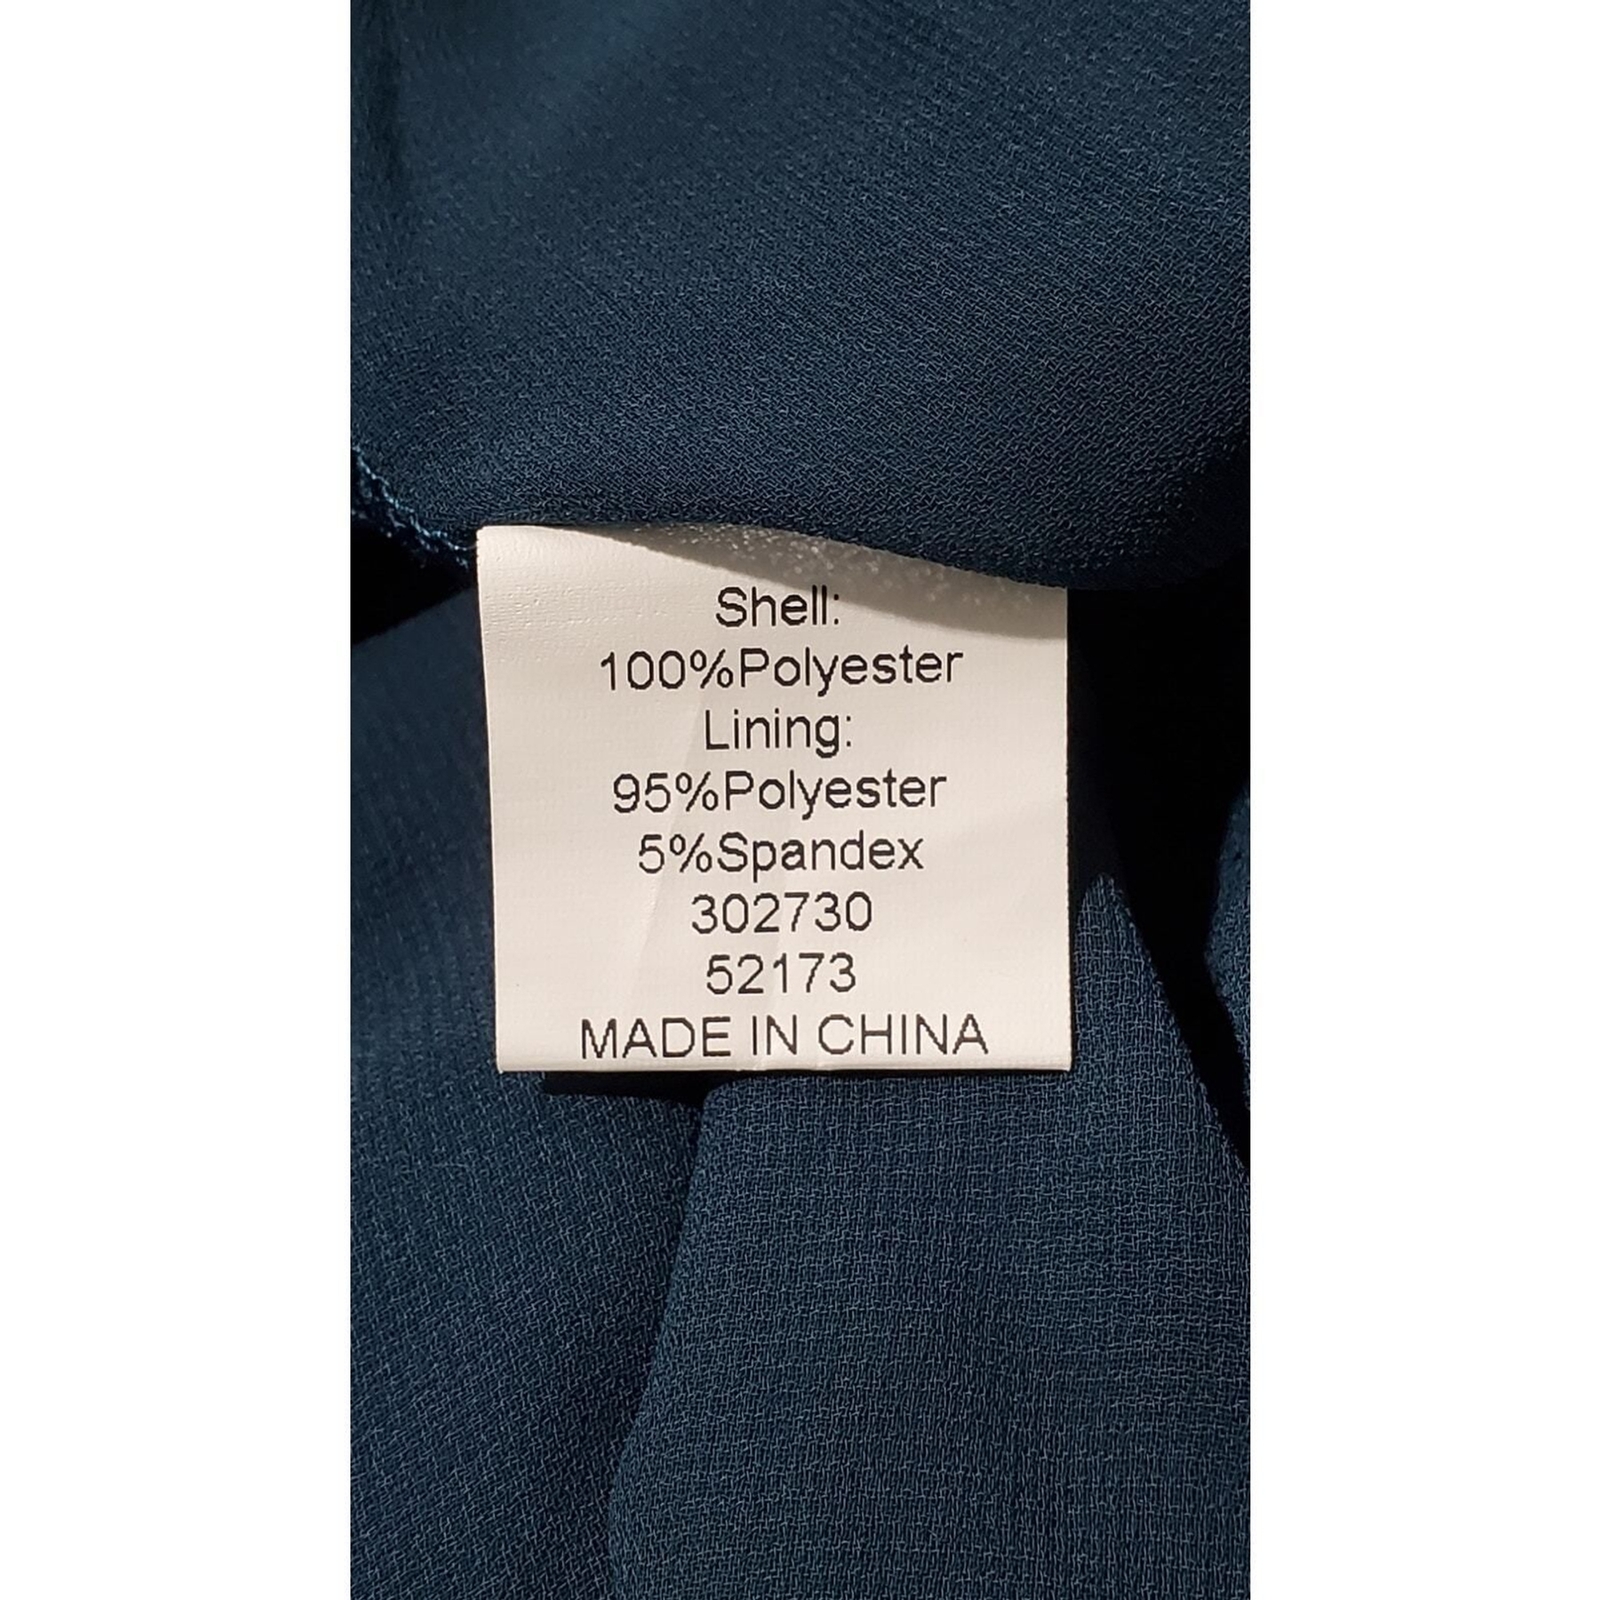 Shell:
100%Polyester
Lining:
95%Polyester
5%Spandex
302730
52173
MADE IN CHINA